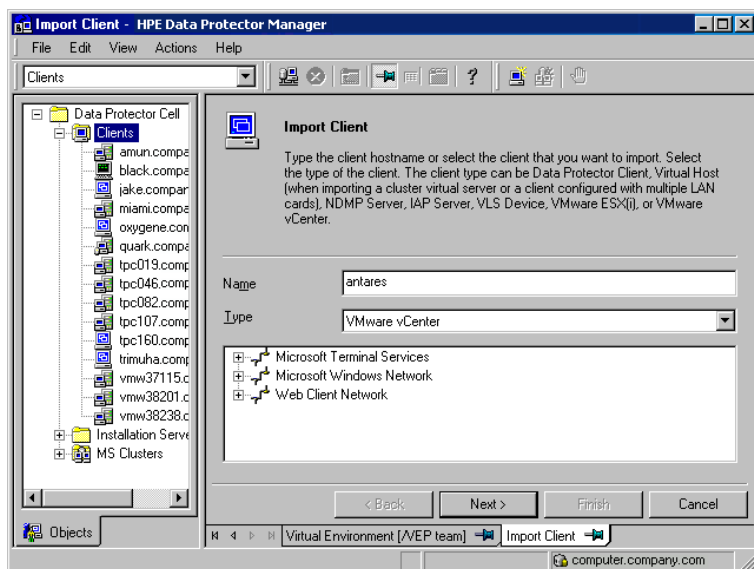 Import Client - HPE Data Protector Manager
File Edit View Actions Help
Clients
Data Protector Cell
Clients
amun.compa
black.compa
jake.compar
miami.compa
oxygene.con
quark.compa
tpc019.comp
tpc046.comp
tpc082.comp
tpc107.comp
tpc160.comp
trimuha.comp
vmw37115.c
vmw38201.c
vmw38238.c
Installation Serve
MS Clusters
Objects
Import Client
Type the client hostname or select the client that you want to import. Select
the type of the client. The client type can be Data Protector Client, Virtual Host
(when importing a cluster virtual server or a client configured with multiple LAN
cards), NDMP Server, IAP Server, VLS Device, VMware ESX(i), or VMware
vCenter.
Name antares
Type VMware vCenter
Microsoft Terminal Services
Microsoft Windows Network
Web Client Network
< Back Next > Finish Cancel
Virtual Environment [/VEP team] Import Client
computer.company.com